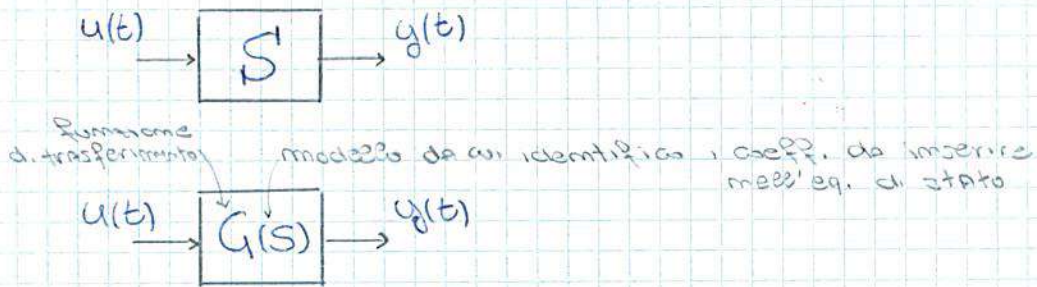 u(t) S y(t)
funzione
di trasferimento modello da cui identifico i coeff. da inserire
nell'eq. di stato
u(t) G(s) y(t)